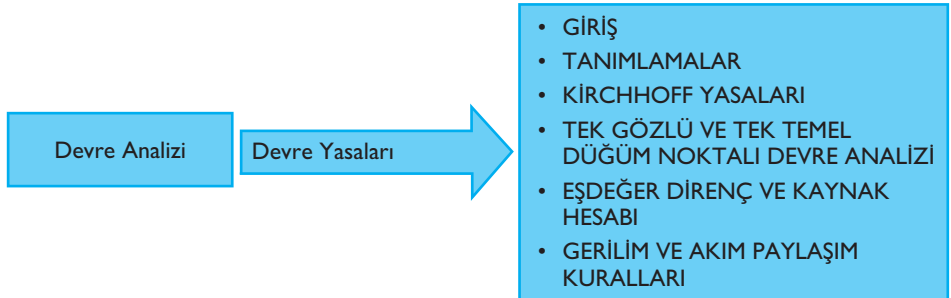 Devre Analizi
Devre Yasaları
• GİRİŞ
• TANIMLAMALAR
• KİRCHHOFF YASALARI
• TEK GÖZLÜ VE TEK TEMEL
DÜĞÜM NOKTALI DEVRE ANALİZİ
• EŞDEĞER DİRENÇ VE KAYNAK
HESABI
• GERİLİM VE AKIM PAYLAŞIM
KURALLARI